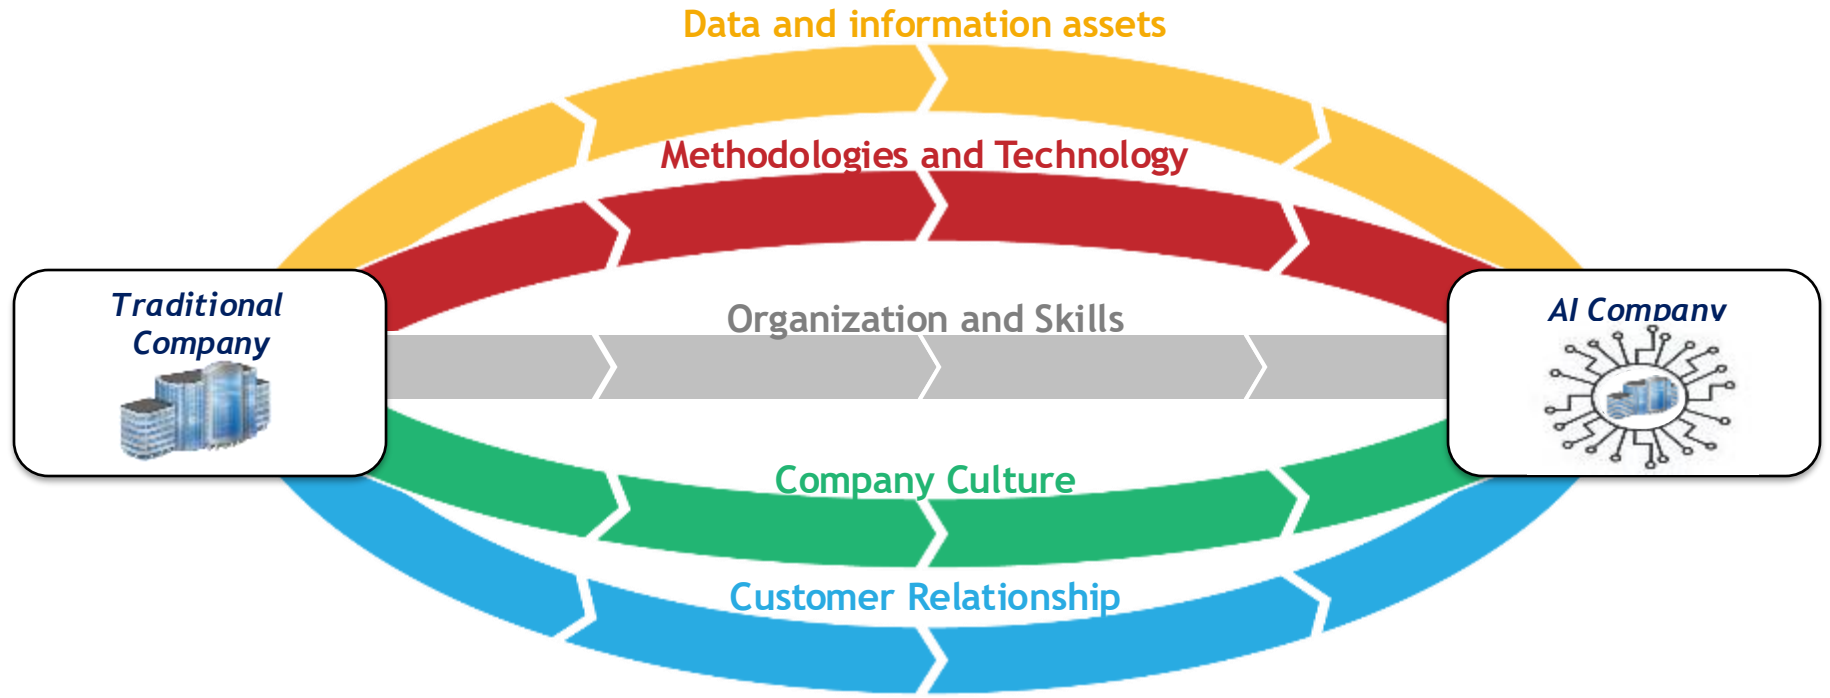 Data and information assets
Methodologies and Technology
Traditional
Company
Organization and Skills
AI Company
Company Culture
Customer Relationship